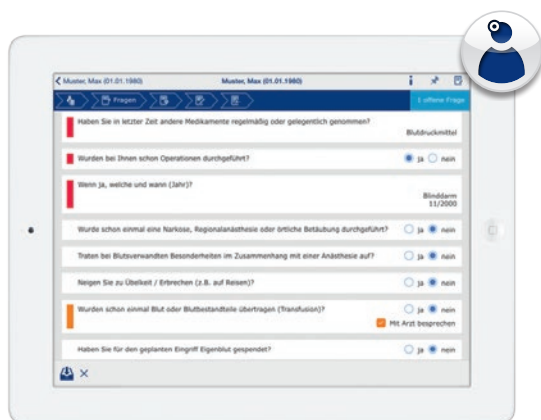 Muster, Max (01.01.1980) Muster, Max (01.01.1980)
Fragen 1 offene Frage
Haben Sie in letzter Zeit andere Medikamente regelmäßig oder gelegentlich genommen?
Blutdruckmittel
Wurden bei Ihnen schon Operationen durchgeführt? ja nein
Wenn ja, welche und wann (Jahr)?
Blinddarm
11/2000
Wurde schon einmal eine Narkose, Regionalanästhesie oder örtliche Betäubung durchgeführt? ja nein
Traten bei Blutsverwandten Besonderheiten im Zusammenhang mit einer Anästhesie auf? ja nein
Neigen Sie zu Übelkeit / Erbrechen (z.B. auf Reisen)? ja nein
Wurden schon einmal Blut oder Blutbestandteile übertragen (Transfusion)? ja nein
Mit Arzt besprechen
Haben Sie für den geplanten Eingriff Eigenblut gespendet? ja nein